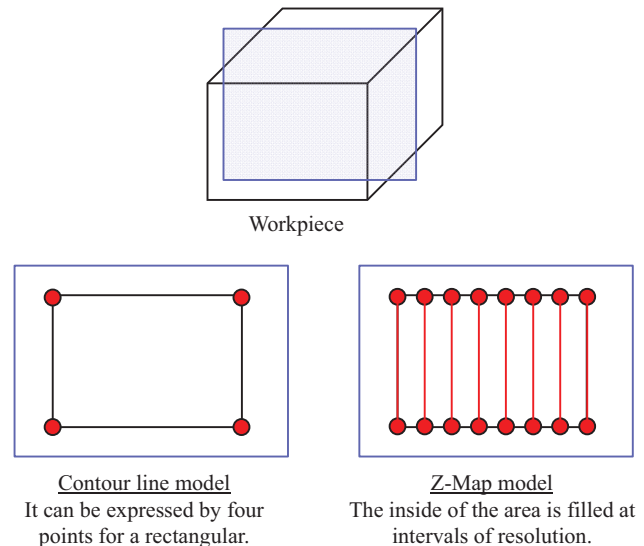 Workpiece
Contour line model
It can be expressed by four
points for a rectangular.
Z-Map model
The inside of the area is filled at
intervals of resolution.